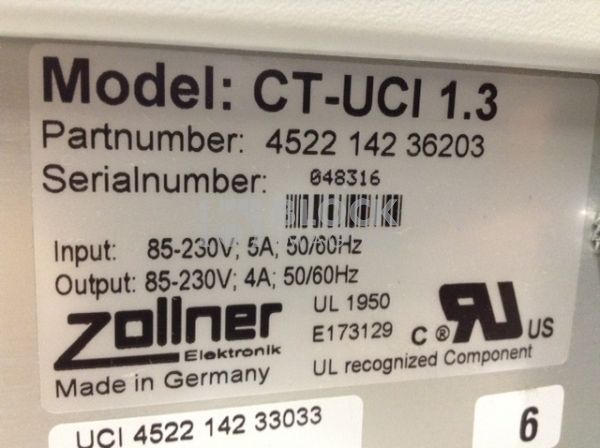 Model: CT-UCI 1.3
Partnumber: 4522 142 36203
Serialnumber: 048316
Input: 85-230V; 5A; 50/60Hz
Output: 85-230V; 4A; 50/60Hz
zollner
Elektronik
Made in Germany
UL 1950
E173129
UL recognized Component
C ® RU US
UCI 4522 142 33033
6